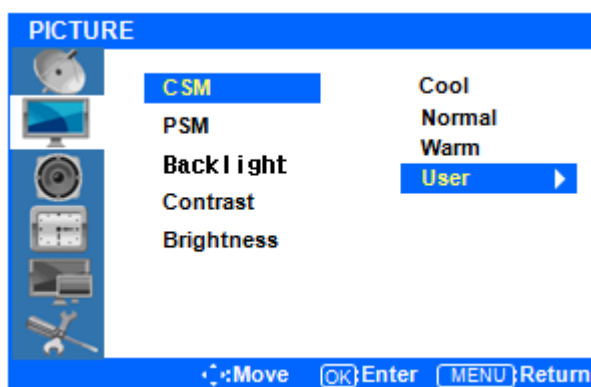 PICTURE
CSM
PSM
Backlight
Contrast
Brightness
Cool
Normal
Warm
User
:Move OK:Enter MENU:Return